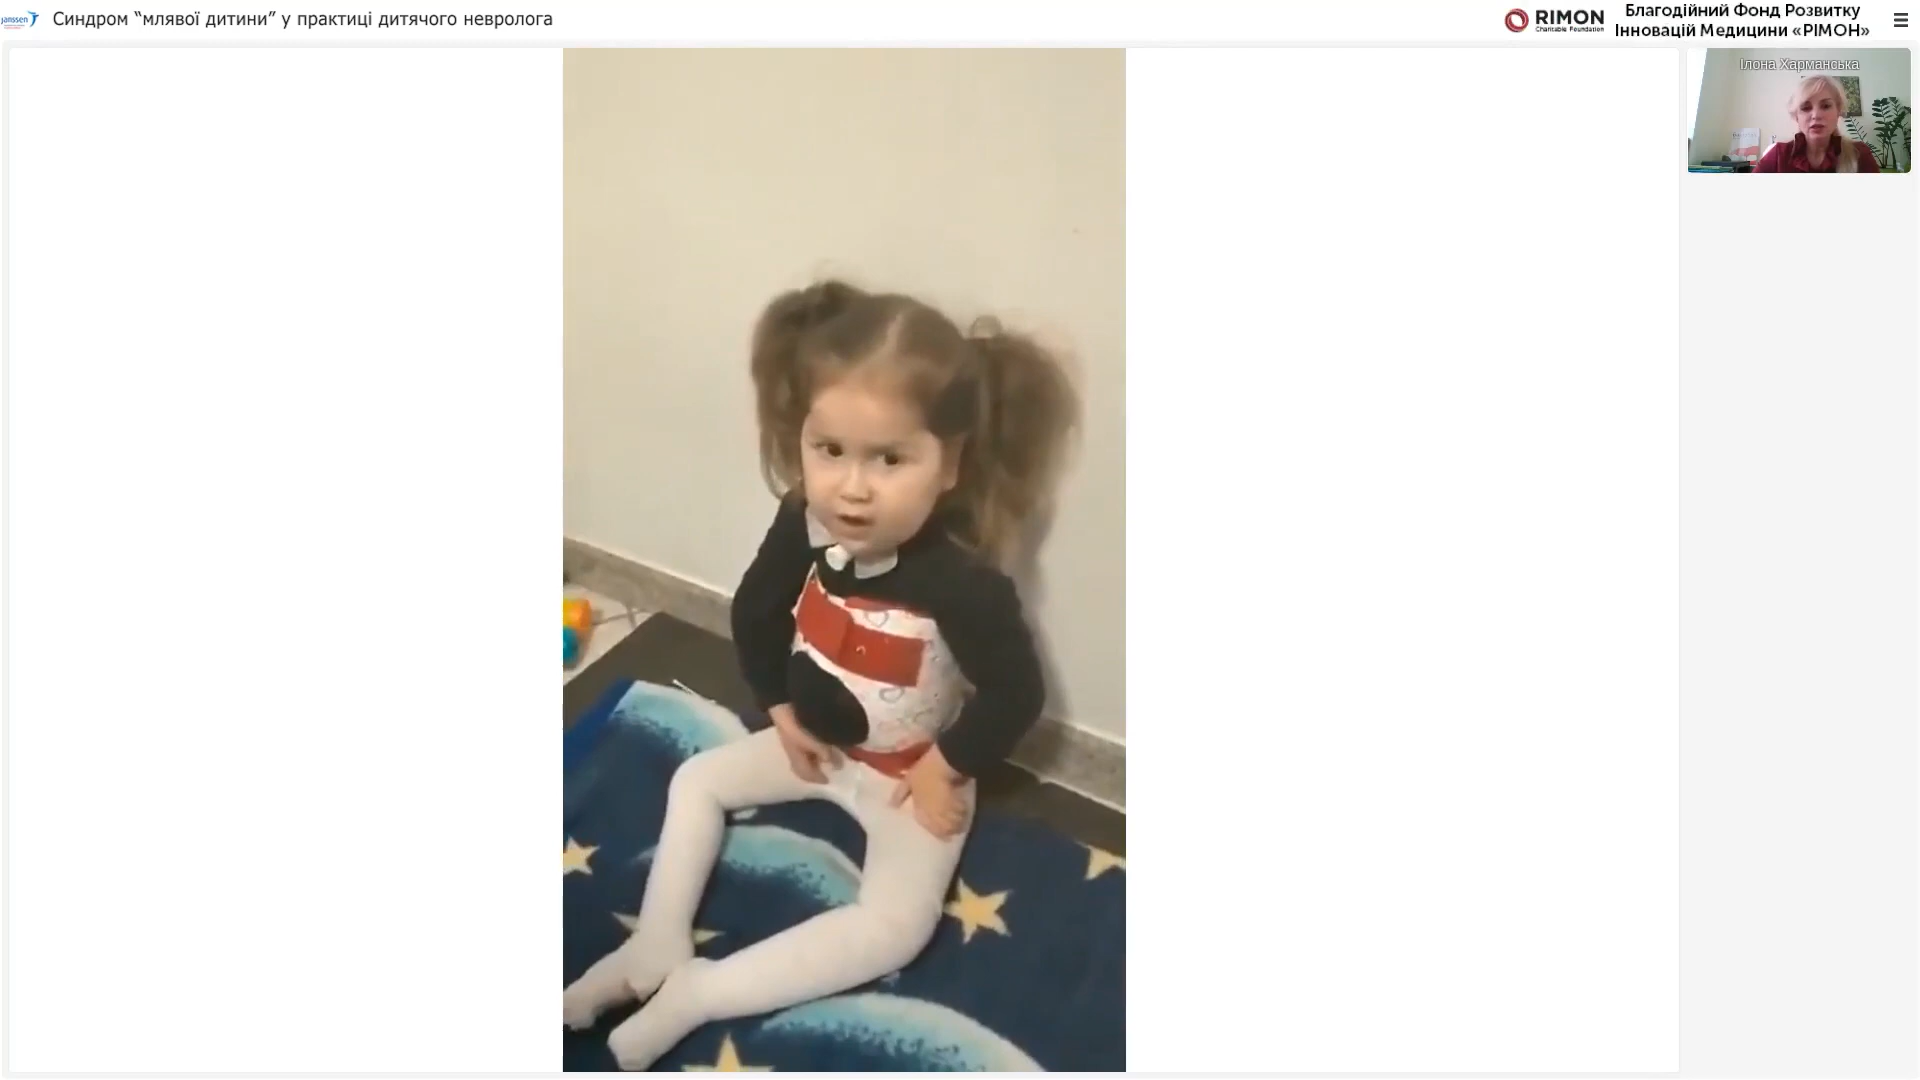 janssen
Синдром “млявої дитини” у практиці дитячого невролога
RIMON
Charitable Foundation
Благодійний Фонд Розвитку
Інновацій Медицини «РІМОН»
Ілона Харманська